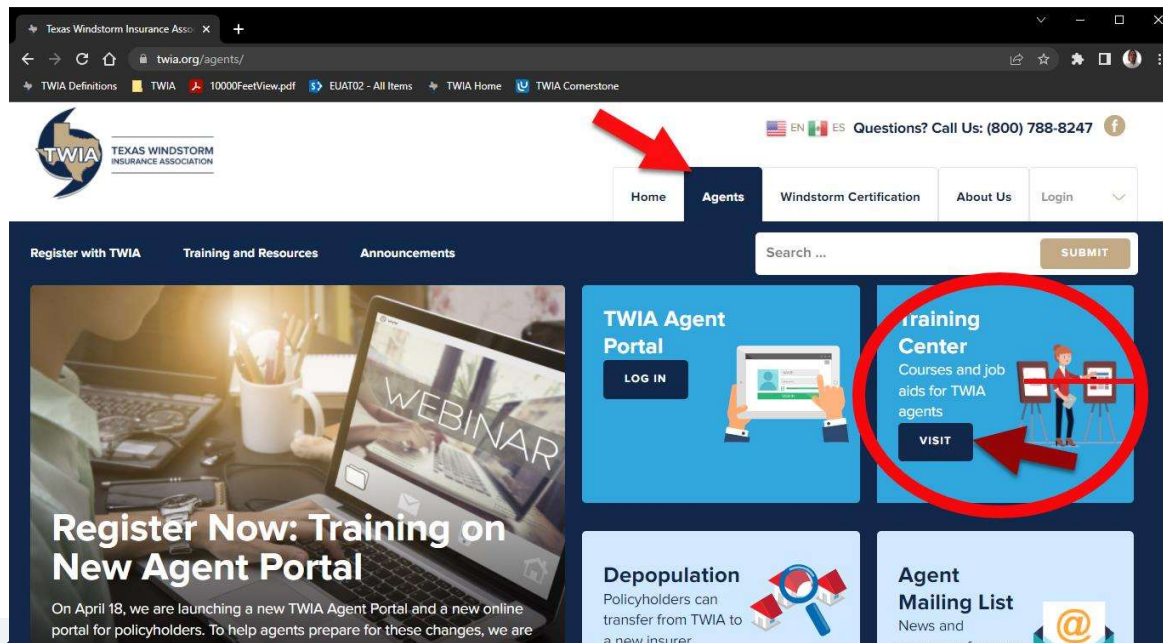 Texas Windstorm Insurance Asso
twia.org/agents/
TWIA Definitions TWIA 10000FeetView.pdf EUAT02 - All Items TWIA Home TWIA Cornerstone
TWIA
TEXAS WINDSTORM
INSURANCE ASSOCIATION
EN ES Questions? Call Us: (800) 788-8247
Home Agents Windstorm Certification About Us Login
Register with TWIA Training and Resources Announcements
Search ... SUBMIT
WEBINAR
Register Now: Training on
New Agent Portal
On April 18, we are launching a new TWIA Agent Portal and a new online
portal for policyholders. To help agents prepare for these changes, we are
TWIA Agent
Portal
LOG IN
Training
Center
Courses and job
aids for TWIA
agents
VISIT
Depopulation
Policyholders can
transfer from TWIA to
a new insurer
Agent
Mailing List
News and